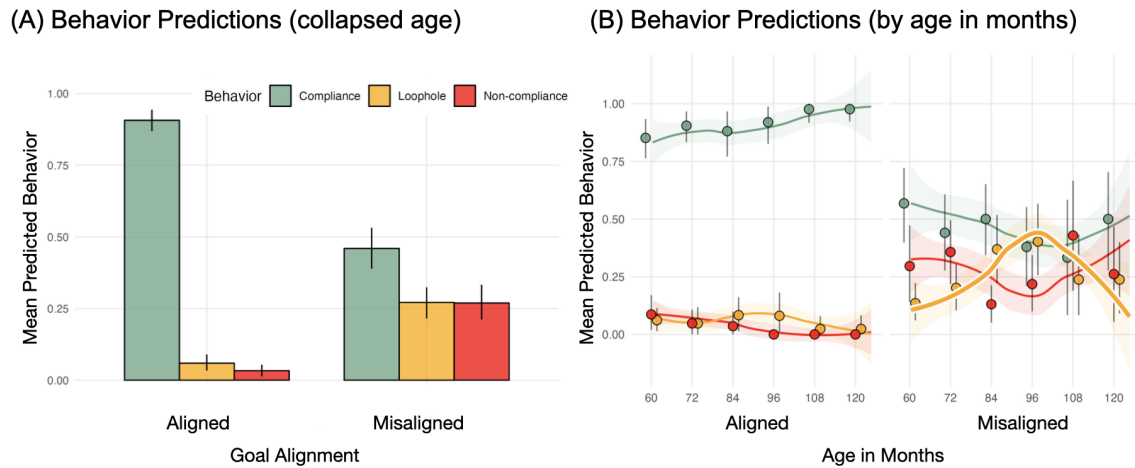 (A) Behavior Predictions (collapsed age)
Mean Predicted Behavior
1.00
0.75
0.50
0.25
0.00
Behavior Compliance Loophole Non-compliance
Aligned Misaligned
Goal Alignment
(B) Behavior Predictions (by age in months)
Mean Predicted Behavior
1.00
0.75
0.50
0.25
0.00
60 72 84 96 108 120 60 72 84 96 108 120
Aligned Misaligned
Age in Months